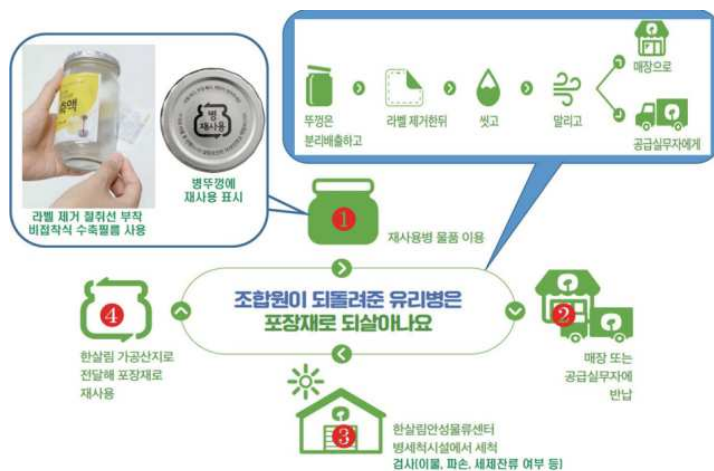 뚜껑은
분리배출하고
라벨 제거한뒤
씻고
말리고
매장으로
공급실무자에게
병
재사용
라벨 제거 절취선 부착
비접착식 수축필름 사용
병뚜껑에
재사용 표시
1
재사용병 물품 이용
조합원이 되돌려준 유리병은
포장재로 되살아나요
2
매장 또는
공급실무자에
반납
3
한살림안성물류센터
병세척시설에서 세척
검사(이물, 파손, 세제잔류 여부 등)
4
한살림 가공산지로
전달해 포장재로
재사용